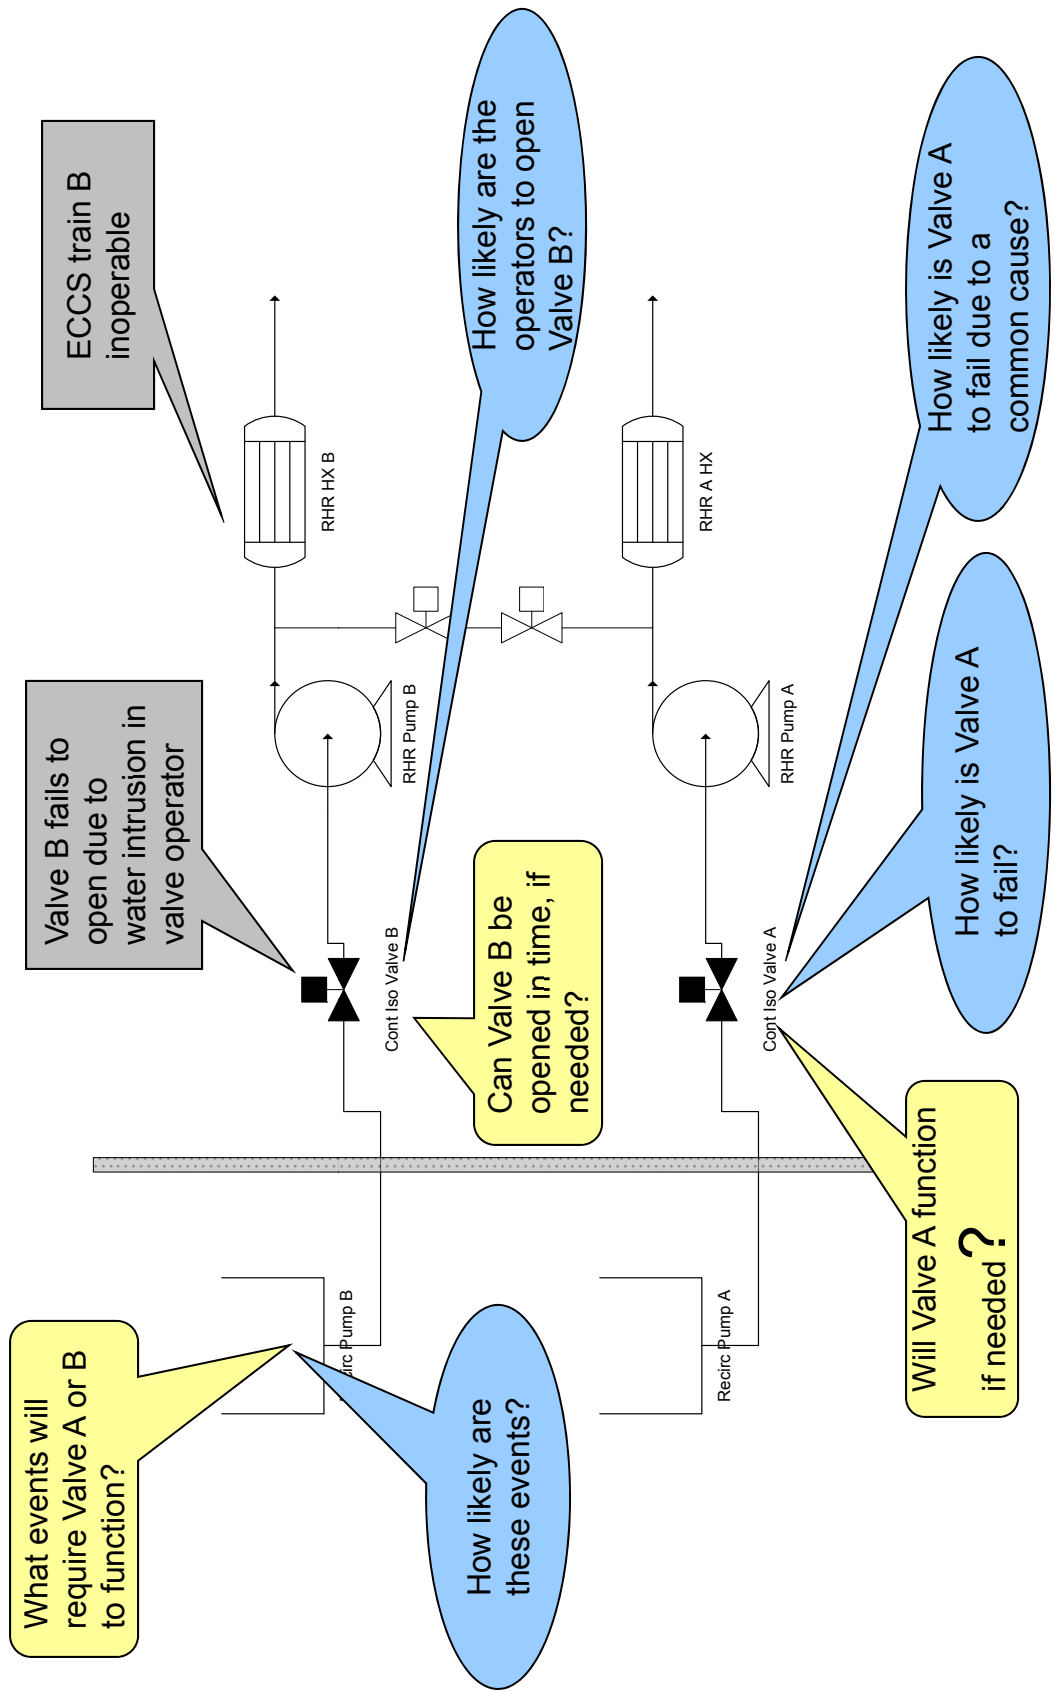 What events will
require Valve A or B
to function?
Valve B fails to
open due to
water intrusion in
valve operator
ECCS train B
inoperable
How likely are
these events?
Recirc Pump B
Can Valve B be
opened in time, if
needed?
Cont Iso Valve B
RHR Pump B
RHR HX B
How likely are the
operators to open
Valve B?
Recirc Pump A
Cont Iso Valve A
RHR Pump A
RHR A HX
Will Valve A function
if needed ?
How likely is Valve A
to fail?
How likely is Valve A
to fail due to a
common cause?